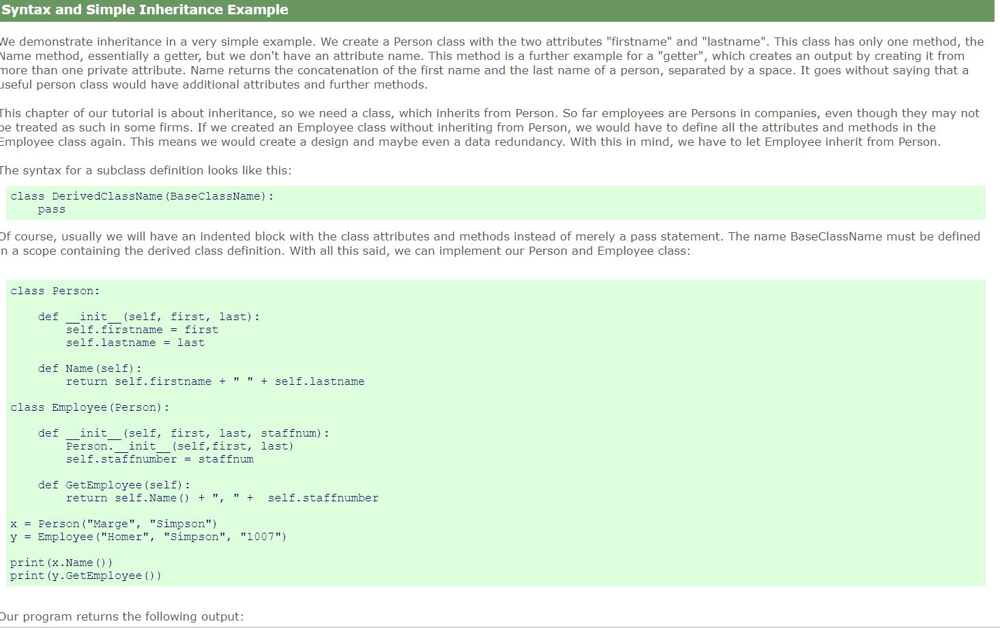 Syntax and Simple Inheritance Example
We demonstrate inheritance in a very simple example. We create a Person class with the two attributes "firstname" and "lastname". This class has only one method, the
Name method, essentially a getter, but we don't have an attribute name. This method is a further example for a "getter", which creates an output by creating it from
more than one private attribute. Name returns the concatenation of the first name and the last name of a person, separated by a space. It goes without saying that a
useful person class would have additional attributes and further methods.
This chapter of our tutorial is about inheritance, so we need a class, which inherits from Person. So far employees are Persons in companies, even though they may not
be treated as such in some firms. If we created an Employee class without inheriting from Person, we would have to define all the attributes and methods in the
Employee class again. This means we would create a design and maybe even a data redundancy. With this in mind, we have to let Employee inherit from Person.
The syntax for a subclass definition looks like this:
class DerivedClassName(BaseClassName):
    pass
Of course, usually we will have an indented block with the class attributes and methods instead of merely a pass statement. The name BaseClassName must be defined
in a scope containing the derived class definition. With all this said, we can implement our Person and Employee class:
class Person:
    def __init__(self, first, last):
        self.firstname = first
        self.lastname = last
    def Name(self):
        return self.firstname + " " + self.lastname
class Employee(Person):
    def __init__(self, first, last, staffnum):
        Person.__init__(self,first, last)
        self.staffnumber = staffnum
    def GetEmployee(self):
        return self.Name() + ", " +  self.staffnumber
x = Person("Marge", "Simpson")
y = Employee("Homer", "Simpson", "1007")
print(x.Name())
print(y.GetEmployee())
Our program returns the following output: